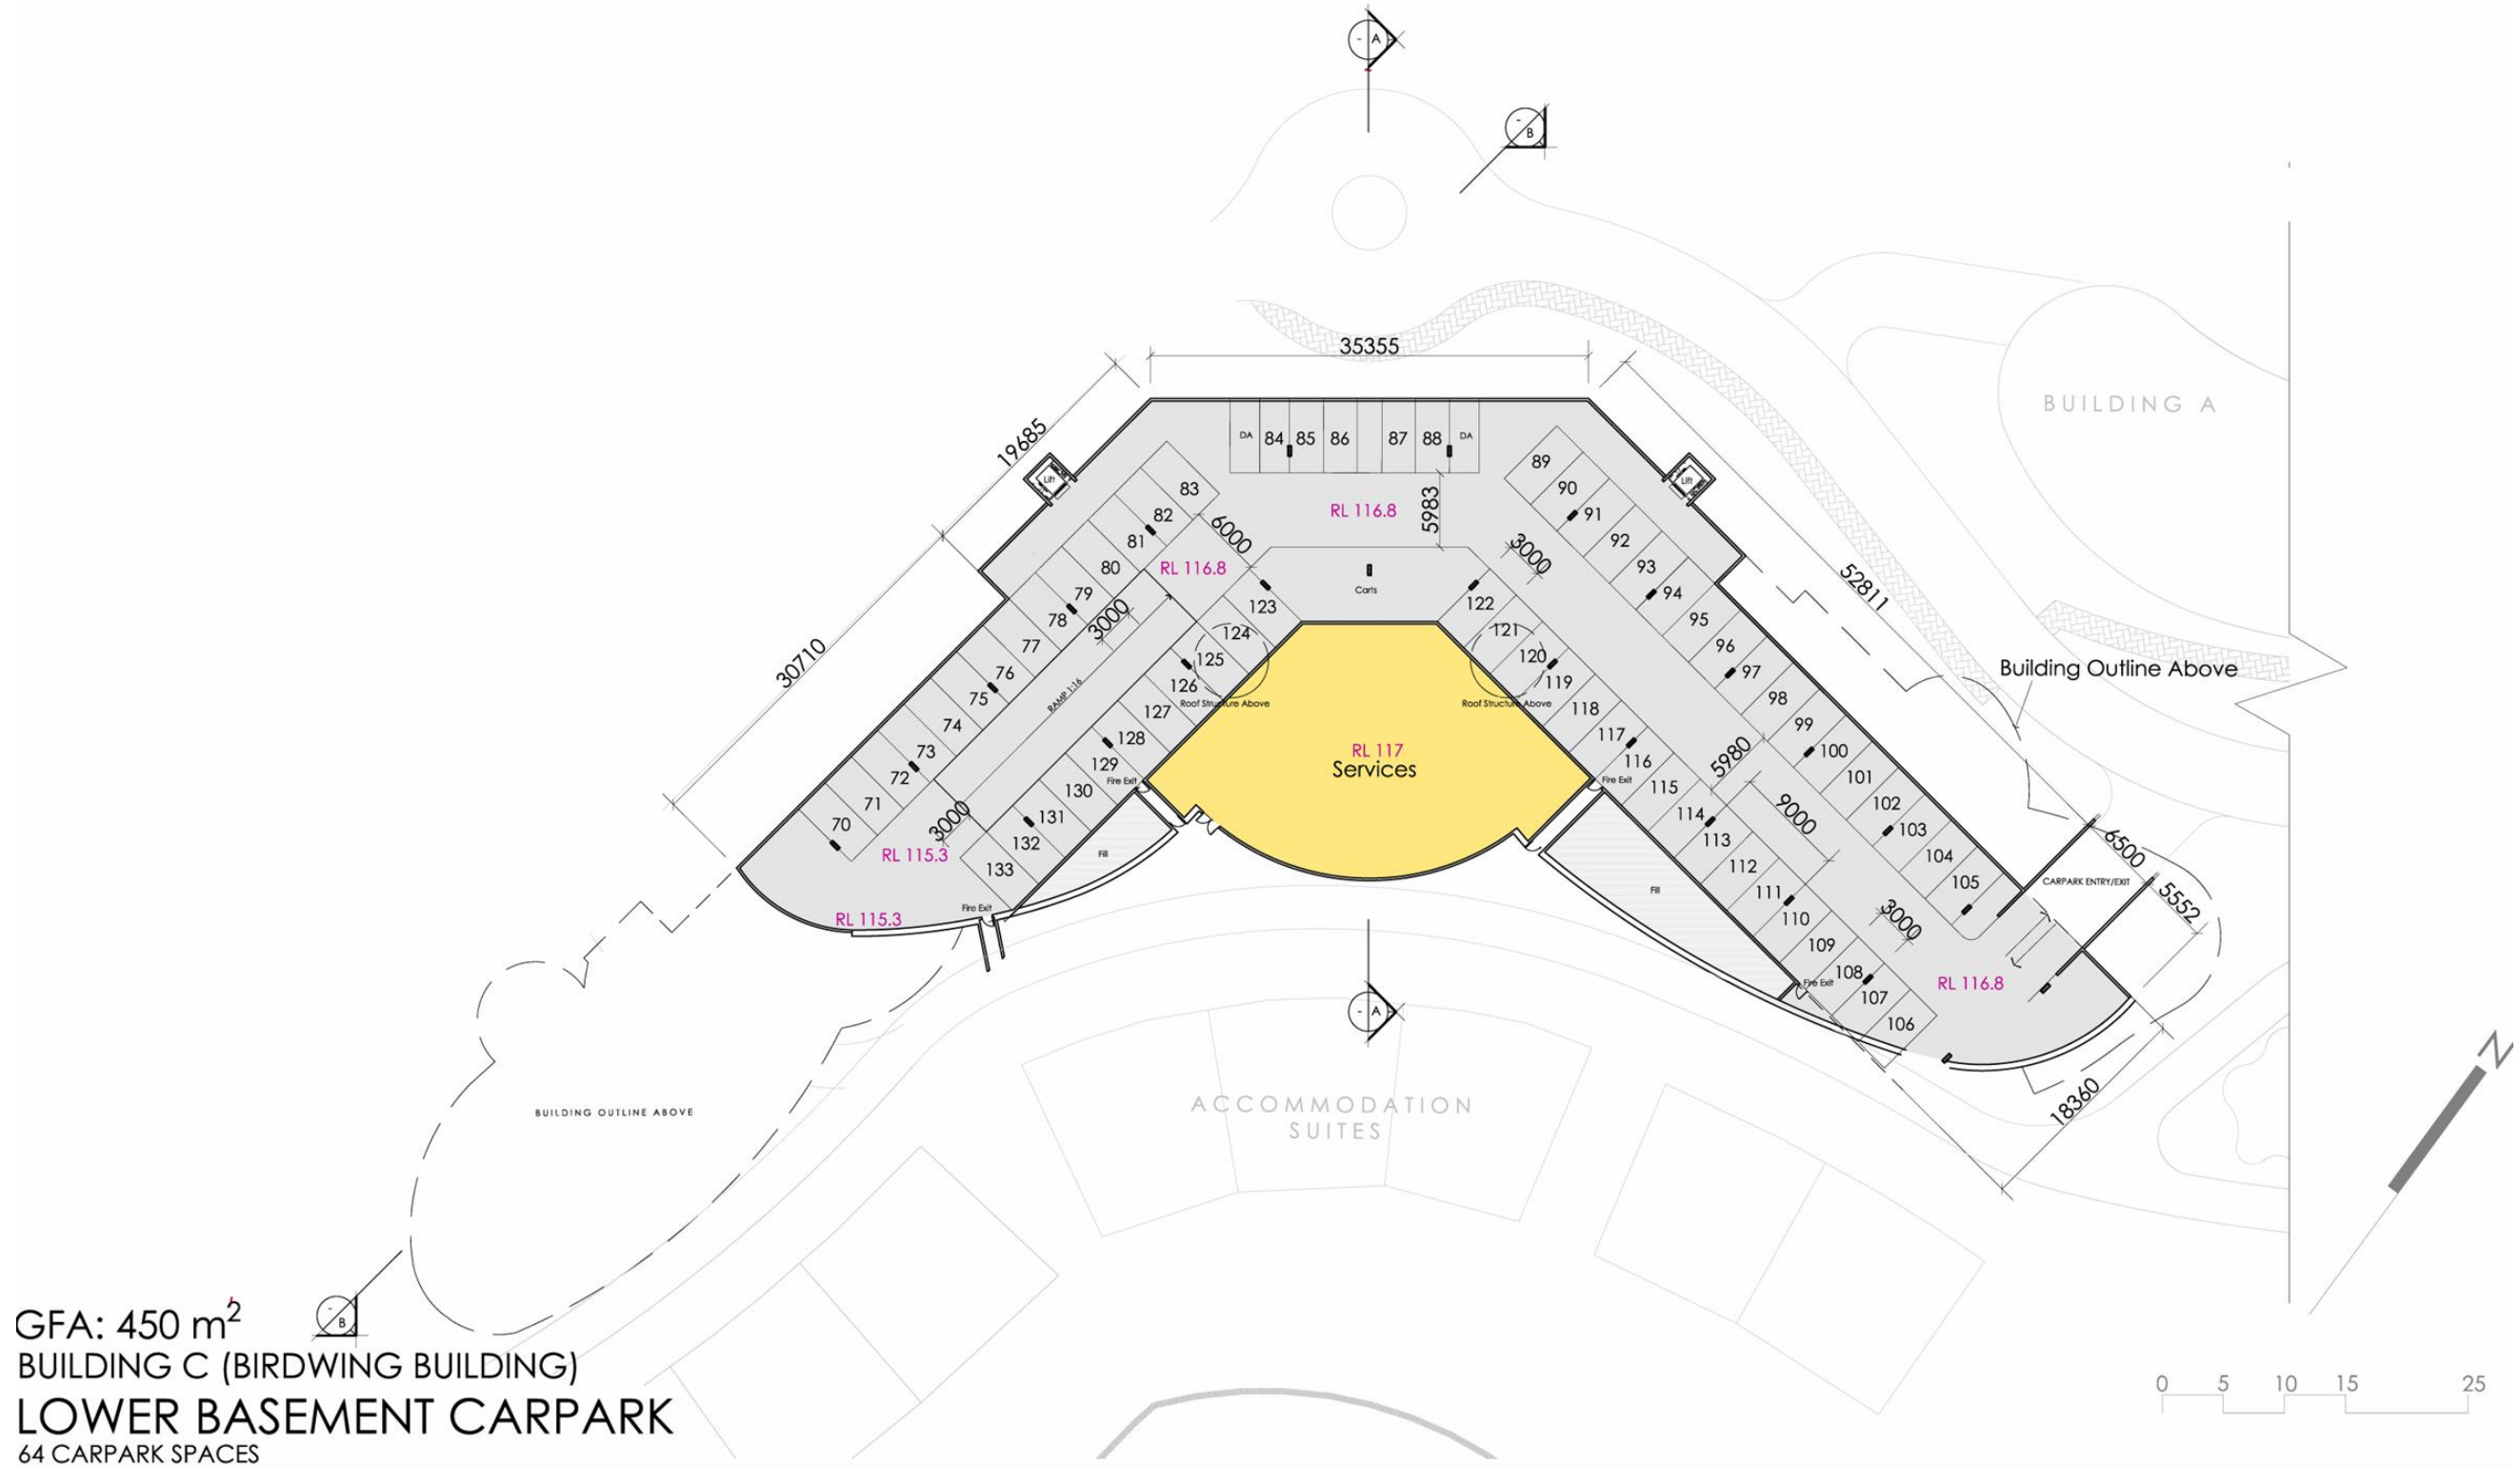 A
B
35355
BUILDING A
19685
DA
84
85
86
87
88
DA
Lift
Lift
89
83
90
82
RL 116.8
5983
91
6000
81
92
3000
80
RL 116.8
93
52811
79
Carts
94
78
3000
123
122
95
77
124
121
96
30710
76
125
120
97
Building Outline Above
75
RAMP 1:16
126
119
98
Roof Structure Above
Roof Structure Above
74
127
118
99
73
128
117
RL 117
Services
100
5980
72
129
116
Fire Exit
Fire Exit
101
71
130
115
102
9000
70
3000
131
114
103
132
113
RL 115.3
Fill
104
6500
133
112
105
CARPARK ENTRY/EXIT
Fill
111
5552
Fire Exit
RL 115.3
110
3000
109
108
Fire Exit
RL 116.8
107
106
A
N
BUILDING OUTLINE ABOVE
ACCOMMODATION
SUITES
18360
B
GFA: 450 m²
BUILDING C (BIRDWING BUILDING)
LOWER BASEMENT CARPARK
64 CARPARK SPACES
0 5 10 15 25